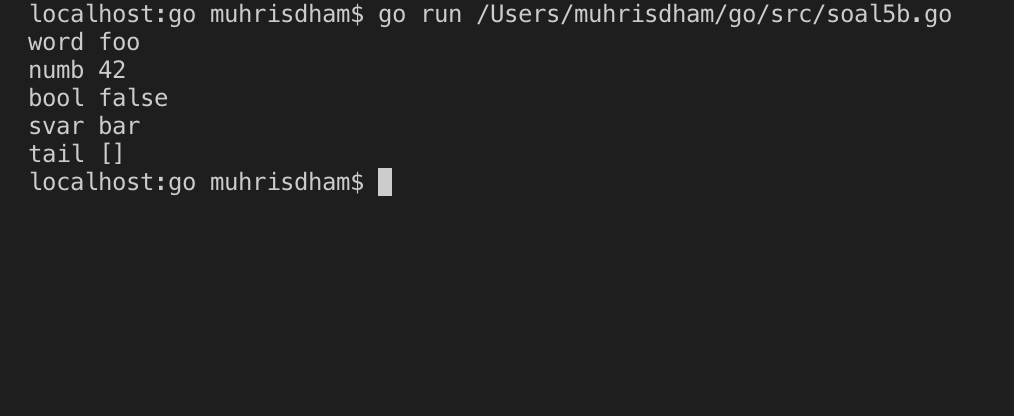 localhost:go muhrisdham$ go run /Users/muhrisdham/go/src/soal5b.go
word foo
numb 42
bool false
svar bar
tail []
localhost:go muhrisdham$